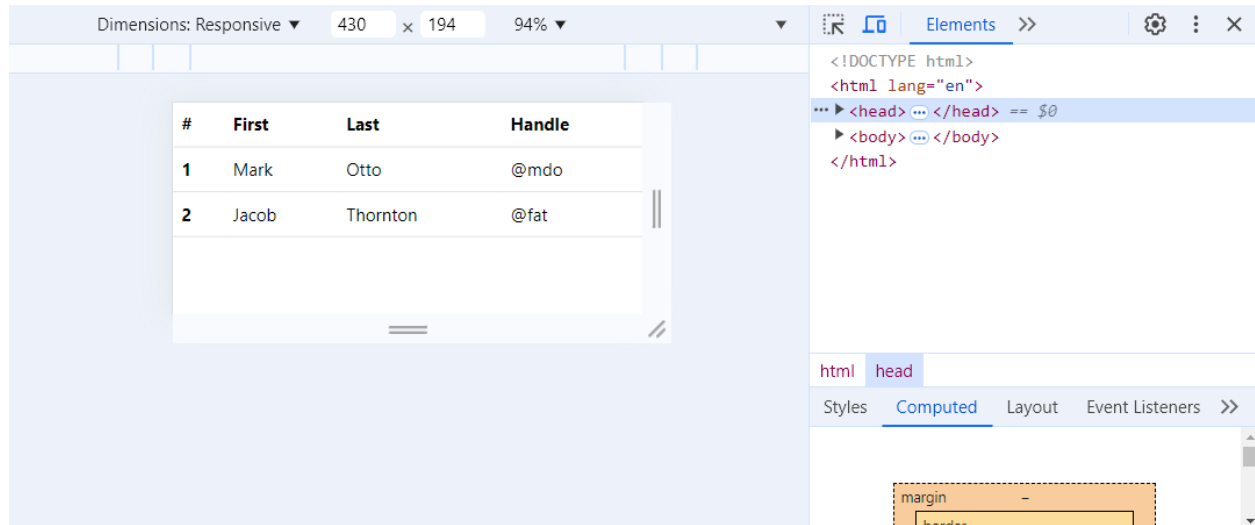 Dimensions: Responsive ▼ 430 × 194 94% ▼ ▼
Elements
# First Last Handle
1 Mark Otto @mdo
2 Jacob Thornton @fat
<!DOCTYPE html>
<html lang="en">
••• ▶ <head> ••• </head> == $0
▶ <body> ••• </body>
</html>
html head
Styles Computed Layout Event Listeners
margin –
border